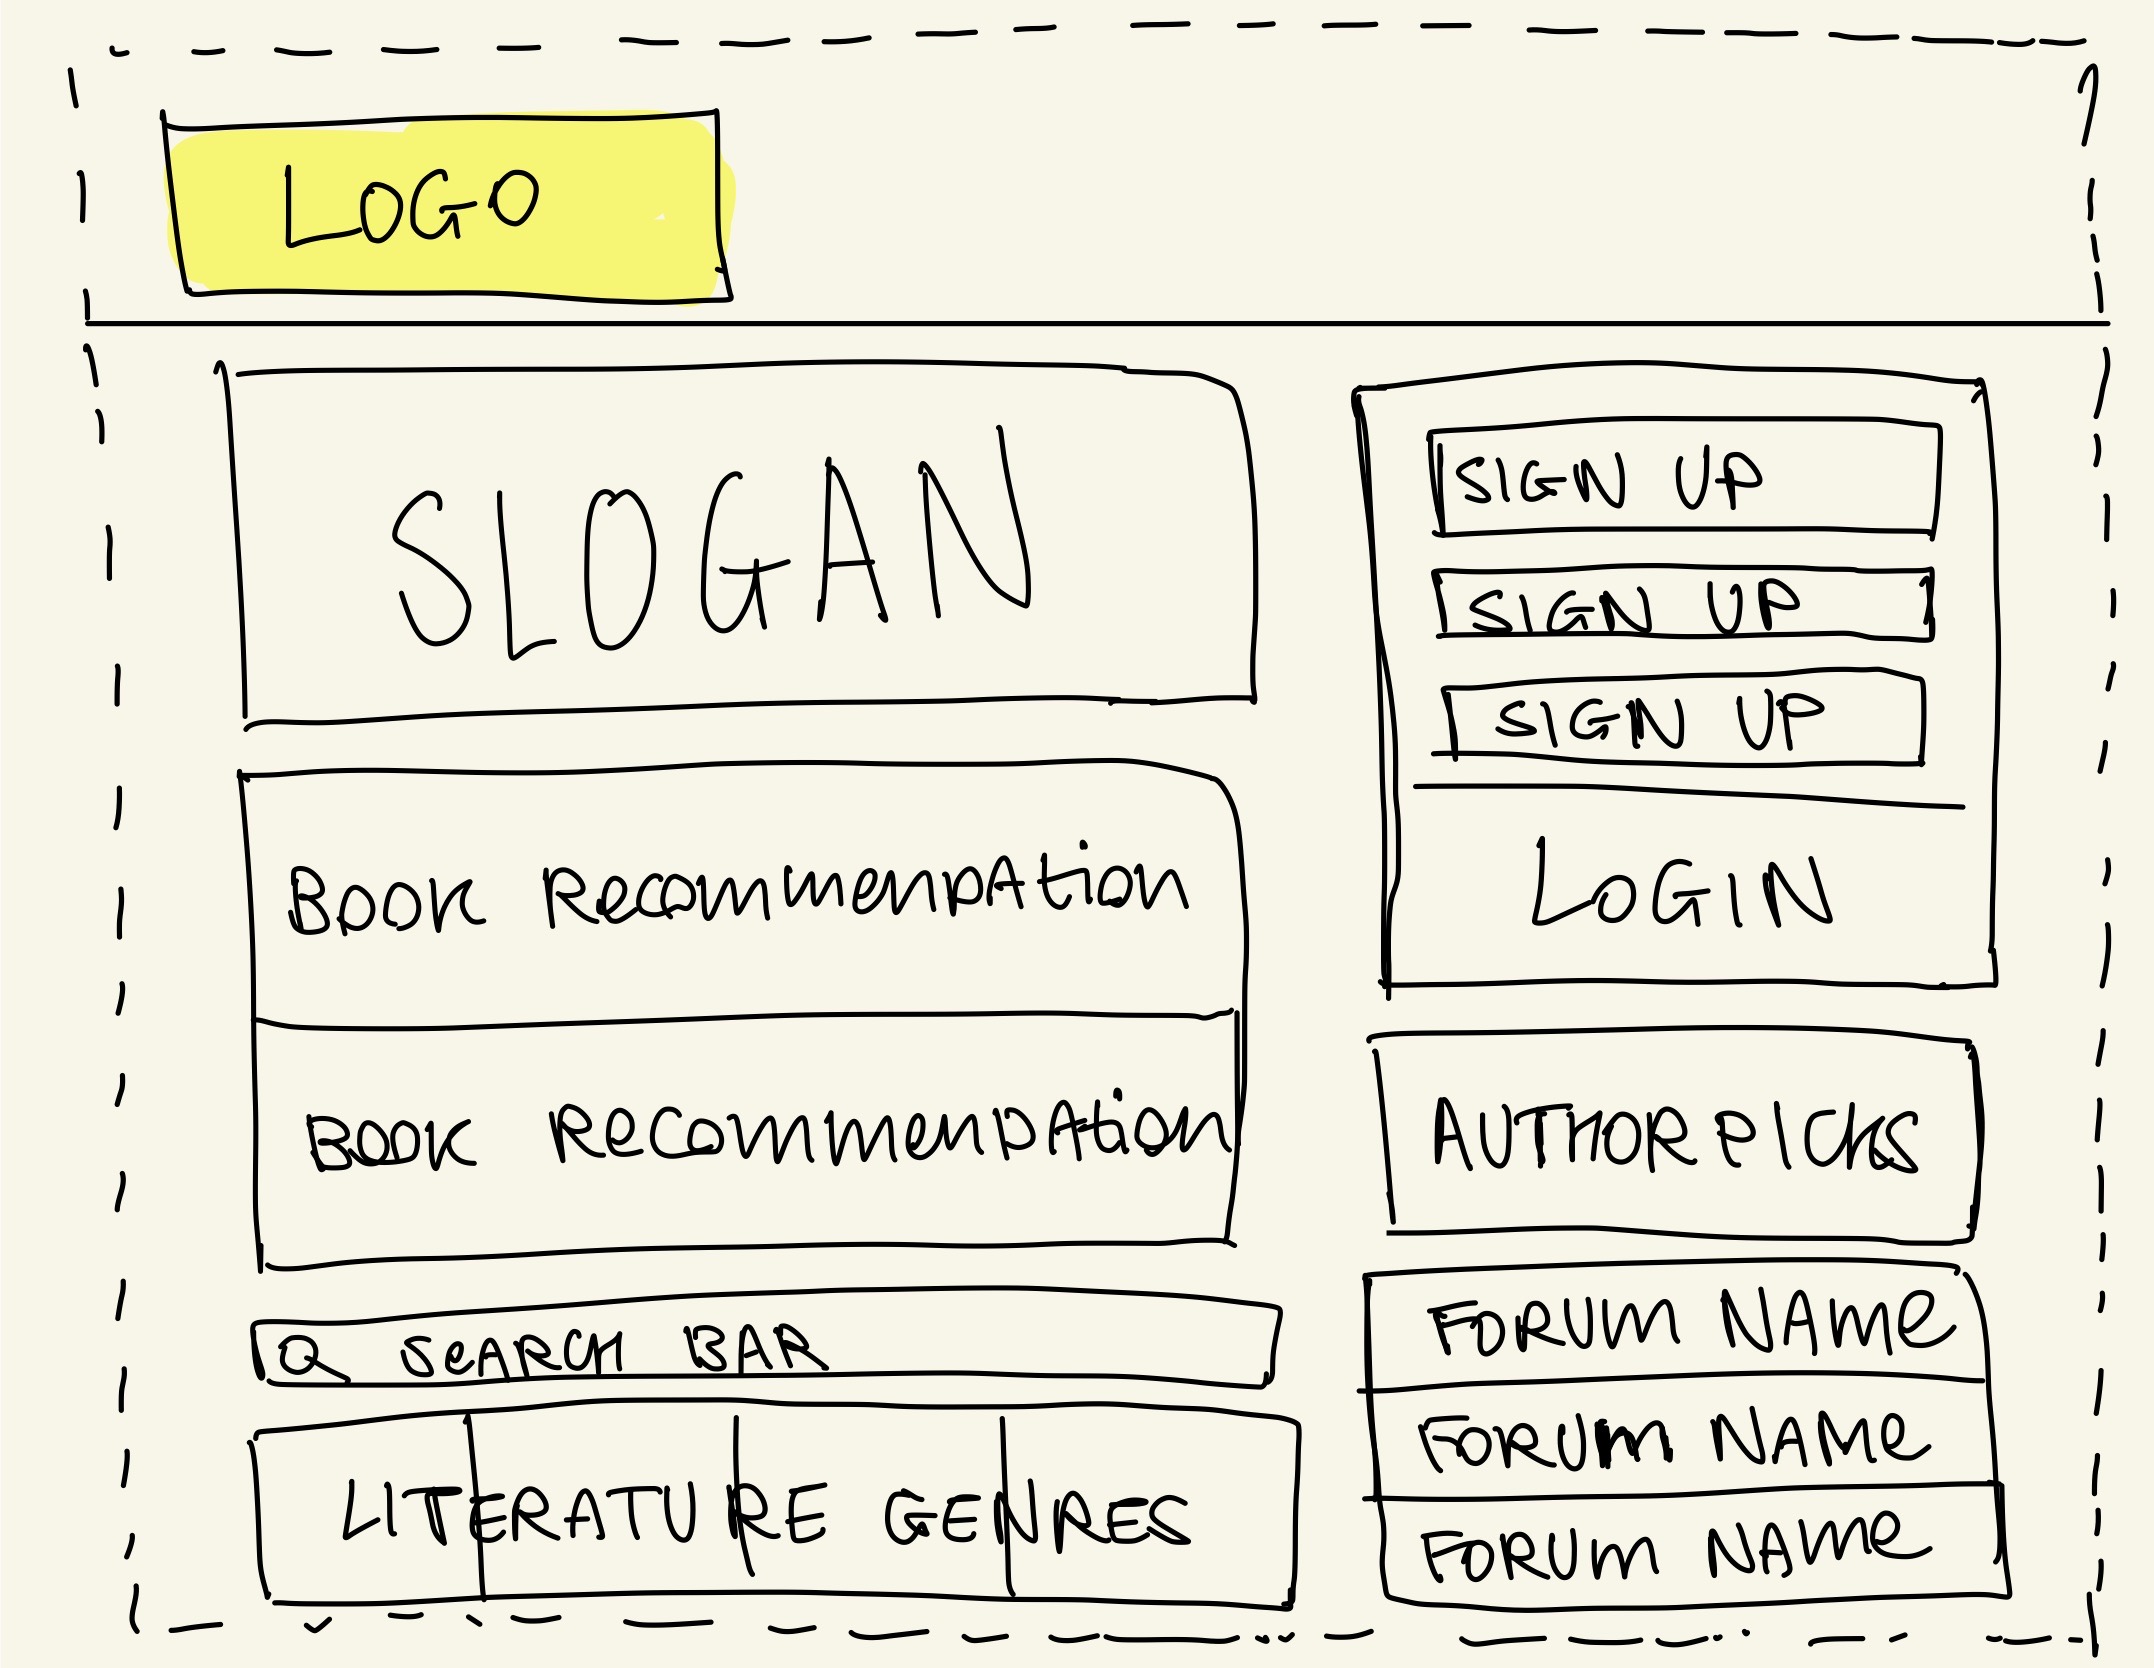 LOGO
SLOGAN
Book Recommendation
Book Recommendation
SEARCH BAR
LITERATURE GENRES
SIGN UP
SIGN UP
SIGN UP
LOGIN
AUTHOR PICKS
FORUM NAME
FORUM NAME
FORUM NAME